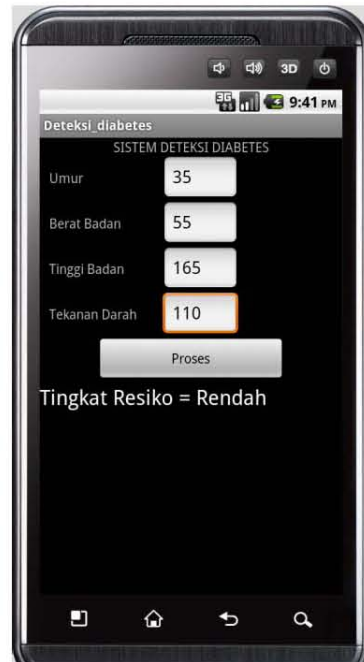 3D
3G
9:41 PM
Deteksi_diabetes
SISTEM DETEKSI DIABETES
Umur 35
Berat Badan 55
Tinggi Badan 165
Tekanan Darah 110
Proses
Tingkat Resiko = Rendah